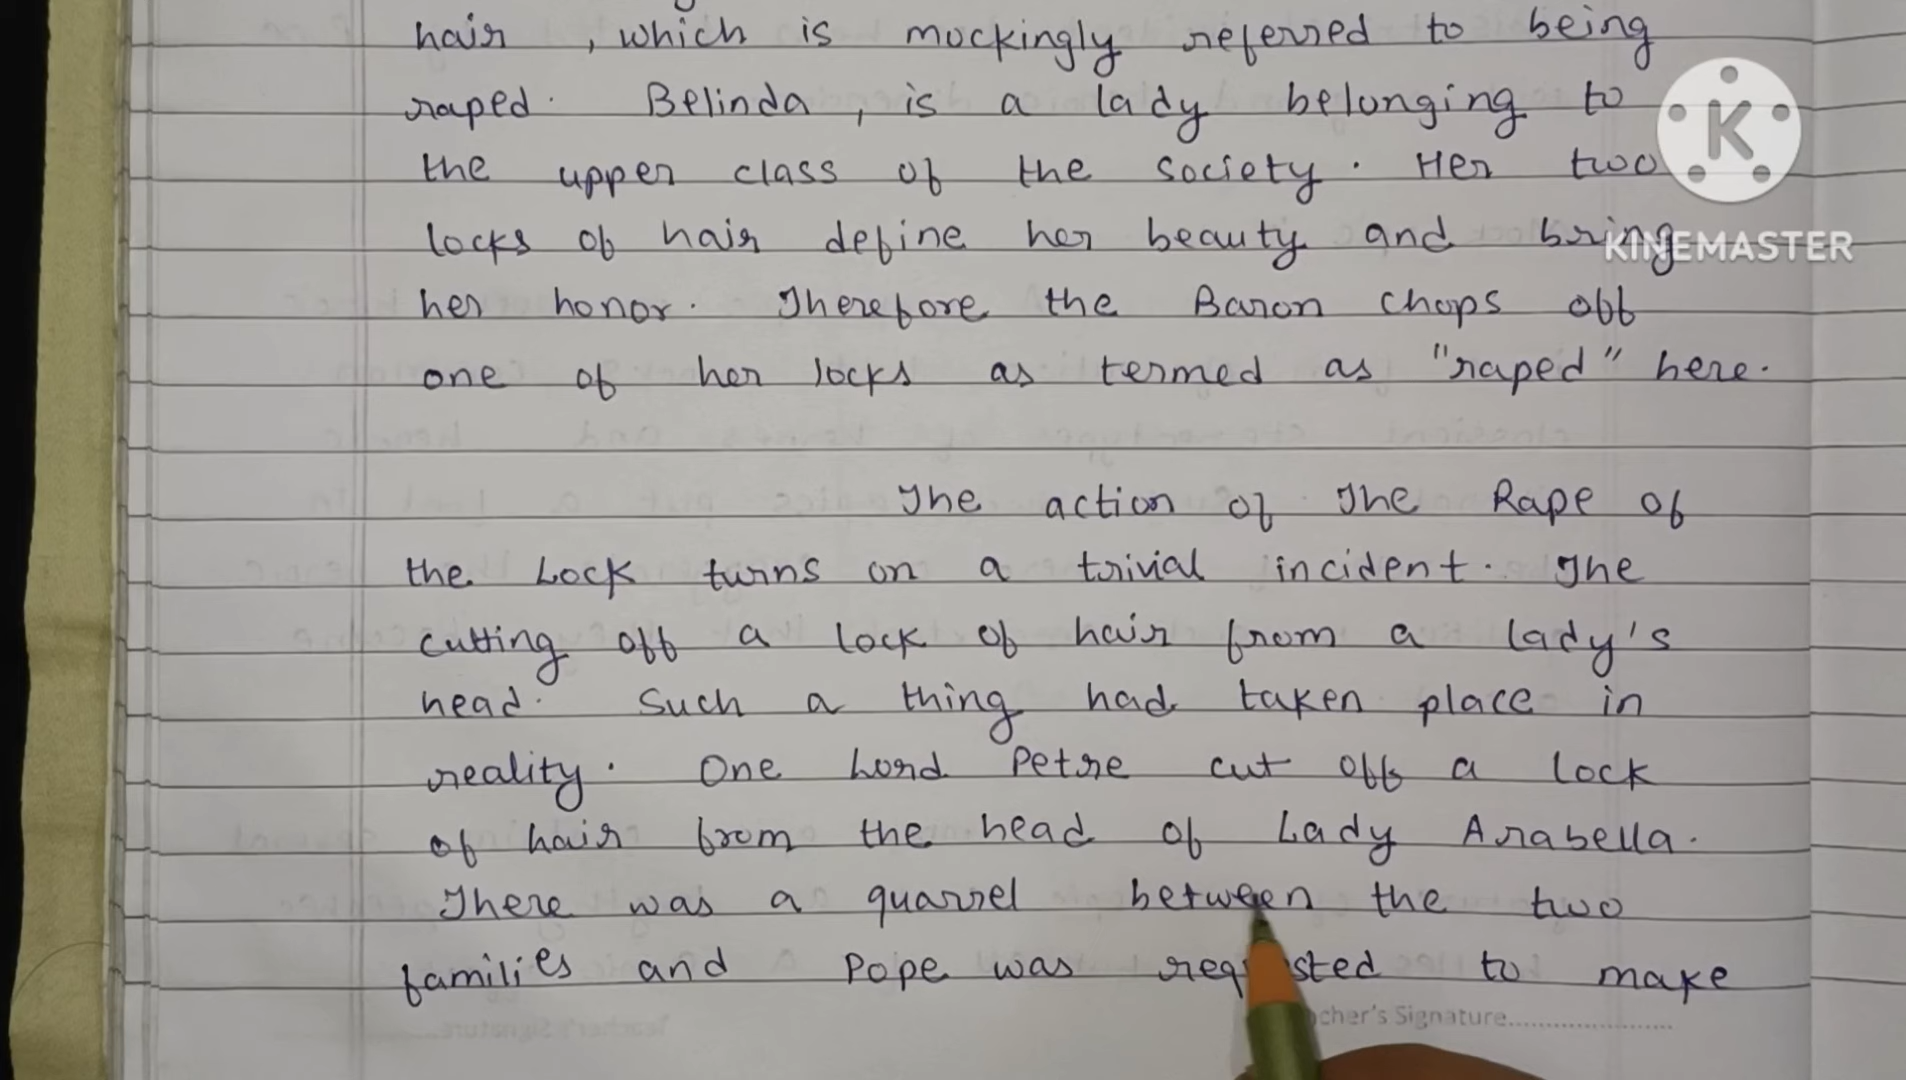 hair , which is mockingly referred to being
raped. Belinda, is a lady belonging to
the upper class of the society. Her two
locks of hair define her beauty and bring
her honor. Therefore the Baron chops off
one of her locks as termed as "raped" here.
The action of The Rape of
the Lock turns on a trivial incident. The
cutting off a lock of hair from a lady's
head. Such a thing had taken place in
reality. One Lord Petre cut off a lock
of hair from the head of Lady Arabella.
There was a quarrel between the two
families and Pope was requested to make
cher's Signature........................
K
KINEMASTER